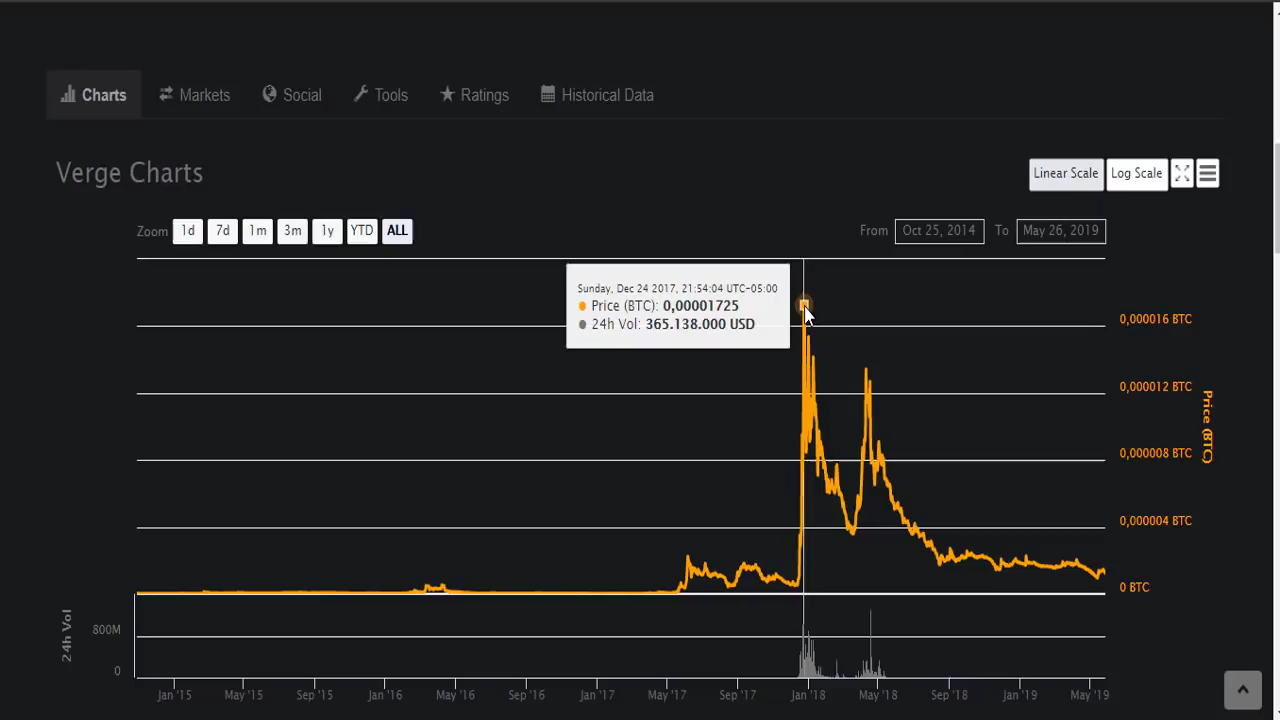 Charts Markets Social Tools Ratings Historical Data
Verge Charts
Linear Scale Log Scale
Zoom 1d 7d 1m 3m 1y YTD ALL From Oct 25, 2014 To May 26, 2019
Sunday, Dec 24 2017, 21:54:04 UTC-05:00
Price (BTC): 0,00001725
24h Vol: 365.138.000 USD
0,000016 BTC
0,000012 BTC
0,000008 BTC
0,000004 BTC
0 BTC
Price (BTC)
24h Vol
800M
0
Jan '15 May '15 Sep '15 Jan '16 May '16 Sep '16 Jan '17 May '17 Sep '17 Jan '18 May '18 Sep '18 Jan '19 May '19